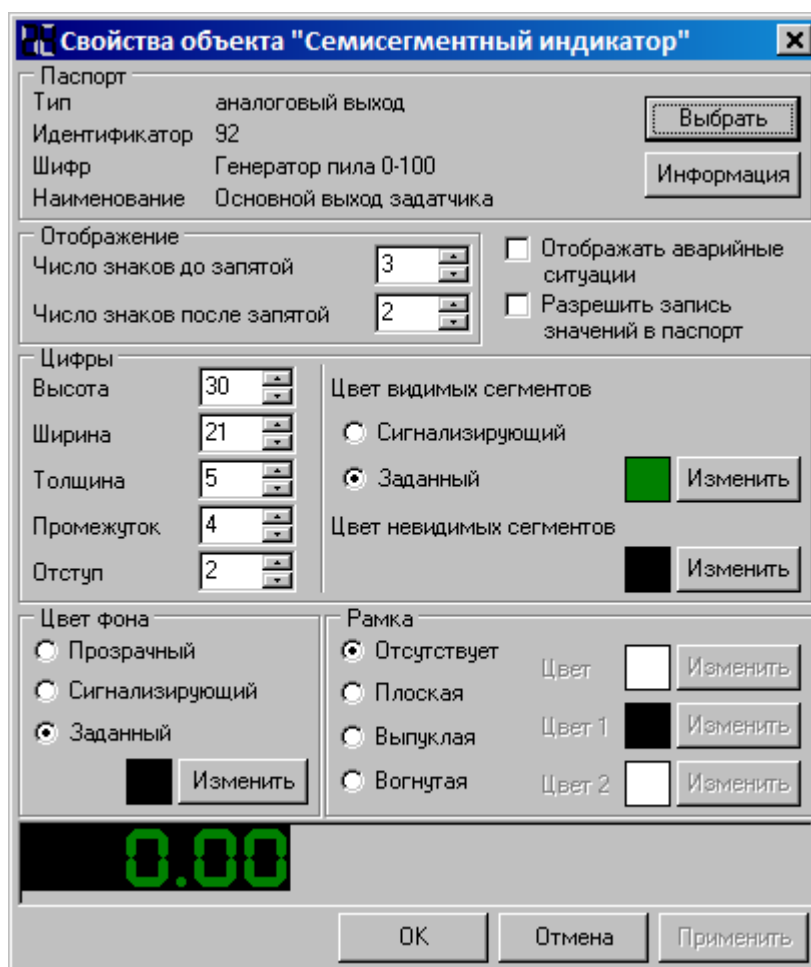 Свойства объекта "Семисегментный индикатор"
Паспорт
Тип аналоговый выход
Идентификатор 92
Шифр Генератор пила 0-100
Наименование Основной выход задатчика
Выбрать
Информация
Отображение
Число знаков до запятой 3
Число знаков после запятой 2
Отображать аварийные
ситуации
Разрешить запись
значений в паспорт
Цифры
Высота 30
Ширина 21
Толщина 5
Промежуток 4
Отступ 2
Цвет видимых сегментов
Сигнализирующий
Заданный Изменить
Цвет невидимых сегментов
Изменить
Цвет фона
Прозрачный
Сигнализирующий
Заданный
Изменить
Рамка
Отсутствует
Плоская
Выпуклая
Вогнутая
Цвет Изменить
Цвет 1 Изменить
Цвет 2 Изменить
0.00
OK Отмена Применить